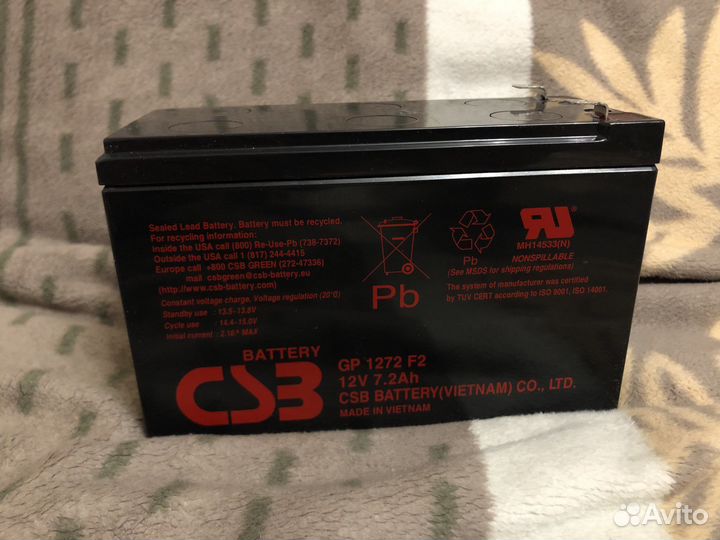 Sealed Lead Battery. Battery must be recycled.
For recycling information:
Inside the USA call (800) Re-Use-Pb (738-7372)
Outside the USA call 1 (817) 244-4415
Europe call +800 CSB GREEN (272-47336)
mail csbgreen@csb-battery.eu
(http://www.csb-battery.com)
Constant voltage charge, Voltage regulation (20°C)
Standby use : 13.5-13.8V
Cycle use : 14.4-15.0V
Initial current : 2.16A MAX
Pb
Pb
MH14533(N)
NONSPILLABLE
(See MSDS for shipping regulations)
The system of manufacture was certified
by TUV CERT according to ISO 9001, ISO 14001.
BATTERY
CSB
GP 1272 F2
12V 7.2Ah
CSB BATTERY(VIETNAM) CO., LTD.
MADE IN VIETNAM
Avito